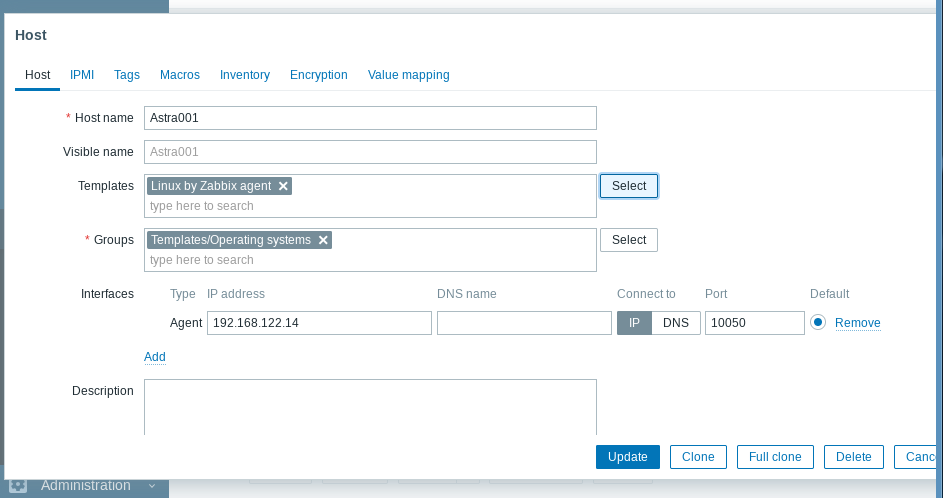 Host
Host IPMI Tags Macros Inventory Encryption Value mapping
* Host name Astra001
Visible name Astra001
Templates Linux by Zabbix agent Select
type here to search
* Groups Templates/Operating systems Select
type here to search
Interfaces Type IP address DNS name Connect to Port Default
Agent 192.168.122.14 IP DNS 10050 Remove
Add
Description
Update Clone Full clone Delete Canc
Administration